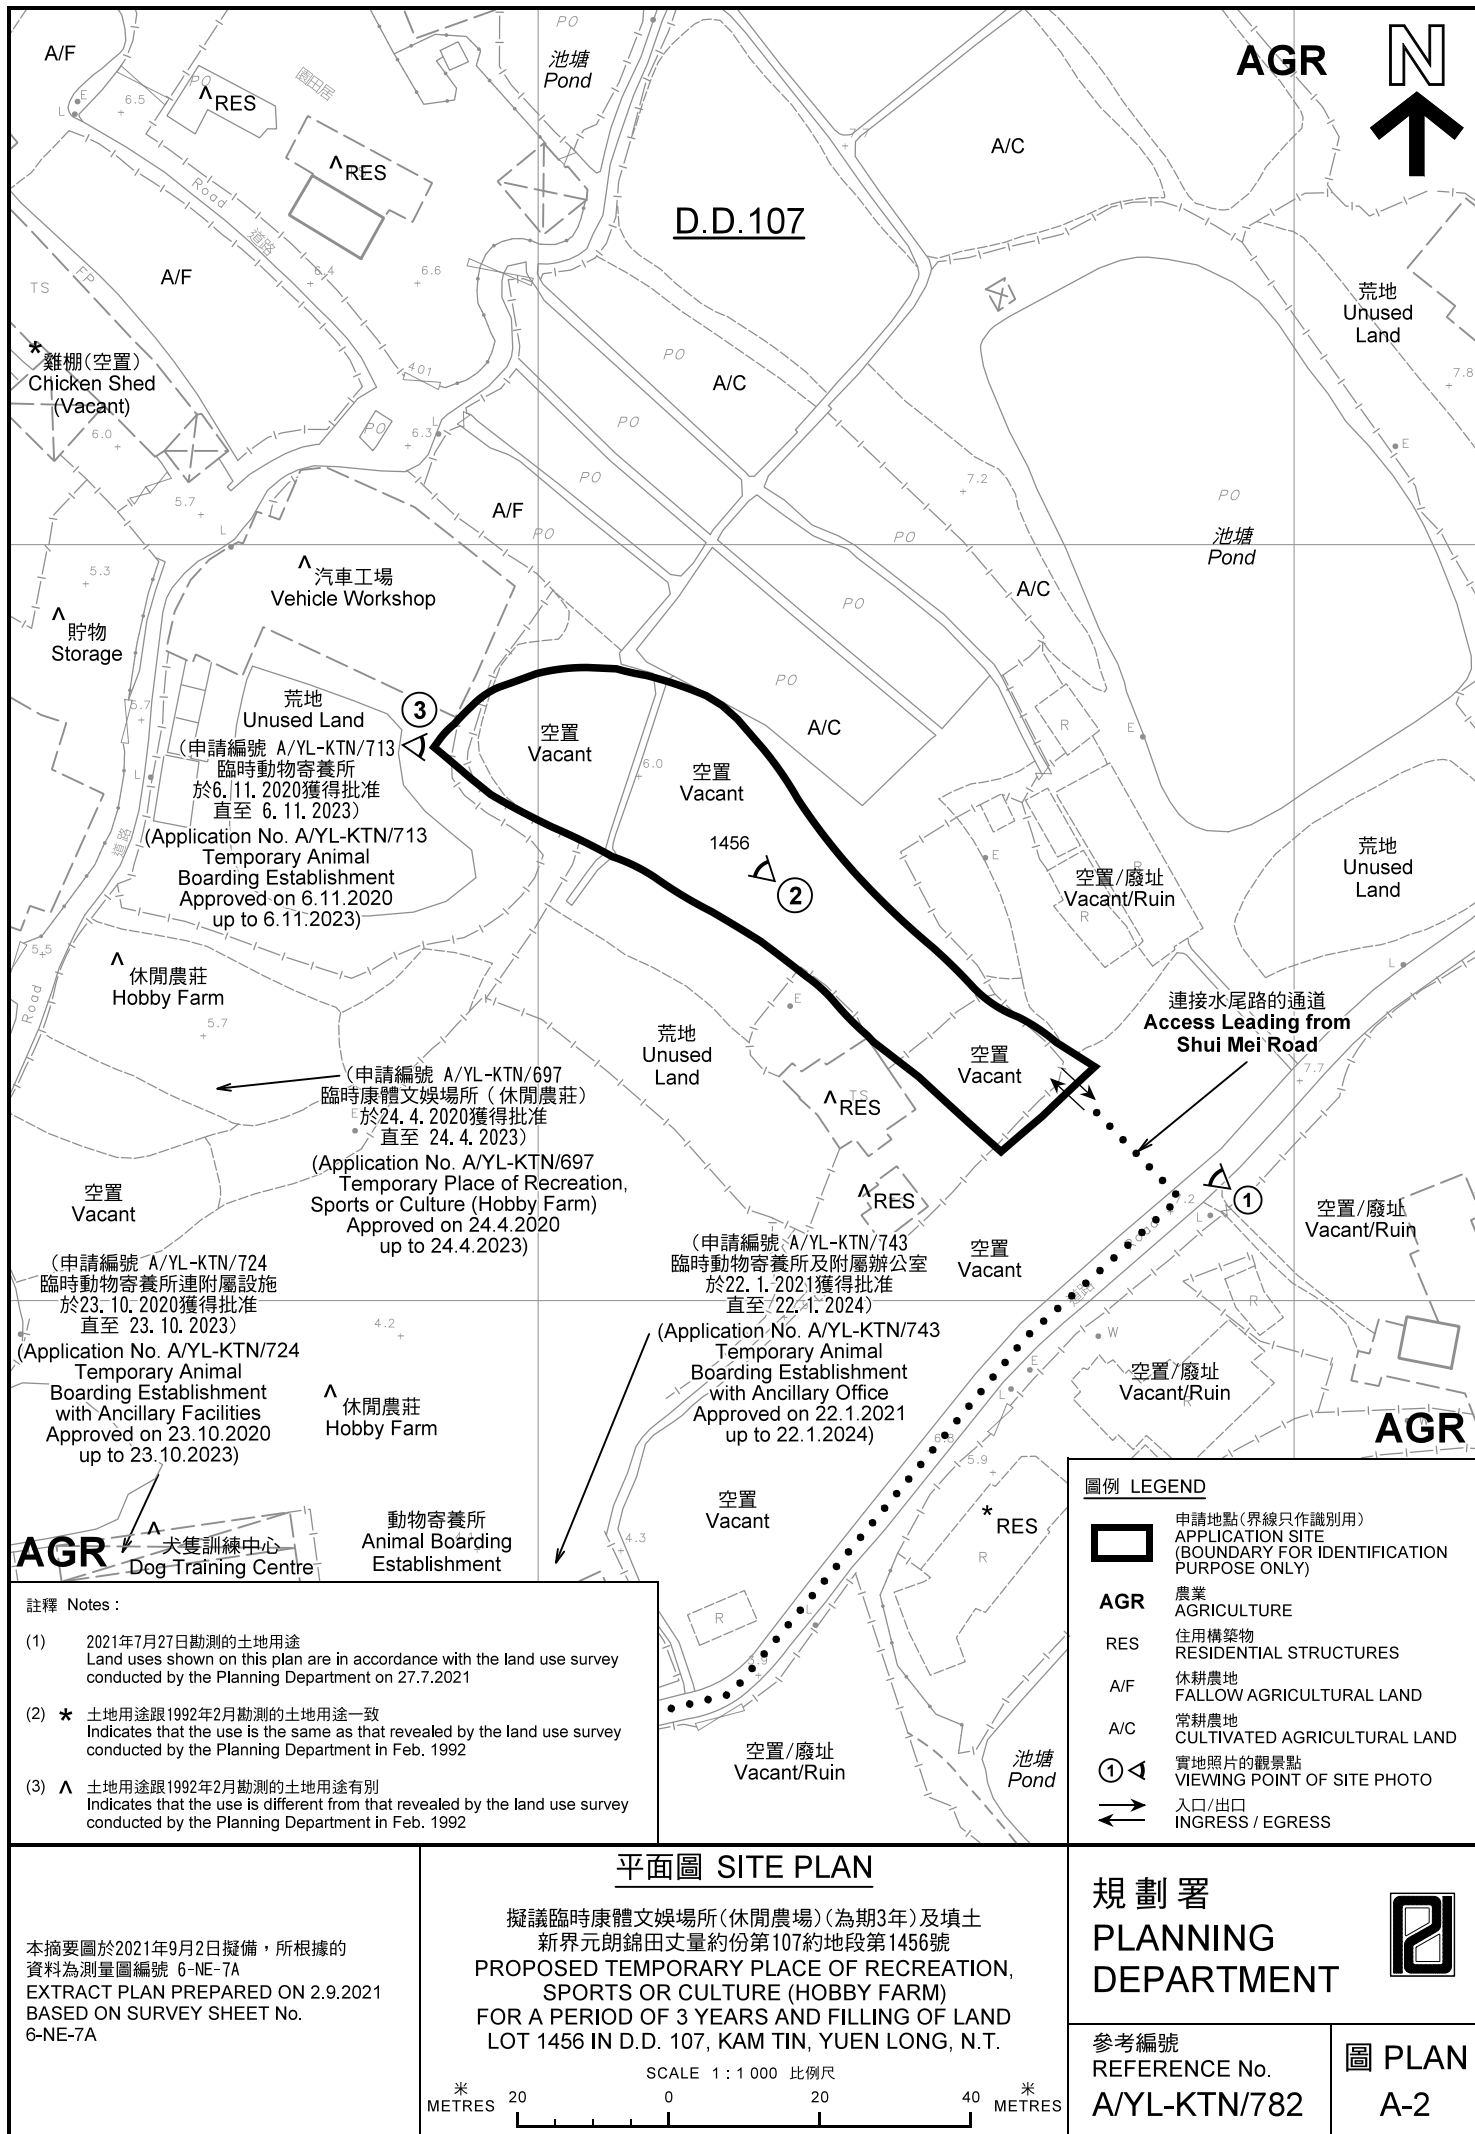 A/F
E
L
6.5
PO
^RES
園田居
^RES
池塘
Pond
PO
AGR
N
A/C
7.7
D.D.107
Road
道路
6.4
6.6
A/F
TS
FP
*雞棚(空置)
Chicken Shed
(Vacant)
6.0
401
PO
6.3
L
荒地
Unused
Land
7.8
E
PO
A/C
PO
PO
7.2
PO
池塘
Pond
5.7
L
A/F
PO
PO
5.3
^汽車工場
Vehicle Workshop
A/C
PO
^貯物
Storage
PO
荒地
Unused Land
3
5.7
L
道路
(申請編號 A/YL-KTN/713
臨時動物寄養所
於6.11.2020獲得批准
直至 6.11.2023)
(Application No. A/YL-KTN/713
Temporary Animal
Boarding Establishment
Approved on 6.11.2020
up to 6.11.2023)
空置
Vacant
6.0
空置
Vacant
A/C
R
E
1456
2
E
空置/廢址
Vacant/Ruin
R
R
荒地
Unused
Land
L
5.5
Road
^休閒農莊
Hobby Farm
5.7
E
荒地
Unused
Land
連接水尾路的通道
Access Leading from
Shui Mei Road
7.7
空置
Vacant
(申請編號 A/YL-KTN/697
臨時康體文娛場所(休閒農莊)
於24.4.2020獲得批准
直至 24.4.2023)
(Application No. A/YL-KTN/697
Temporary Place of Recreation,
Sports or Culture (Hobby Farm)
Approved on 24.4.2020
up to 24.4.2023)
E
TS
^RES
^RES
空置
Vacant
1
7.2
L
Road
道路
空置/廢址
Vacant/Ruin
R
(申請編號 A/YL-KTN/724
臨時動物寄養所連附屬設施
於23.10.2020獲得批准
直至 23.10.2023)
(Application No. A/YL-KTN/724
Temporary Animal
Boarding Establishment
with Ancillary Facilities
Approved on 23.10.2020
up to 23.10.2023)
(申請編號 A/YL-KTN/743
臨時動物寄養所及附屬辦公室
於22.1.2021獲得批准
直至 22.1.2024)
(Application No. A/YL-KTN/743
Temporary Animal
Boarding Establishment
with Ancillary Office
Approved on 22.1.2021
up to 22.1.2024)
空置
Vacant
4.2
^休閒農莊
Hobby Farm
W
E
L
空置/廢址
Vacant/Ruin
R
W
AGR
6.8
5.9
*RES
R
空置
Vacant
4.3
AGR
^犬隻訓練中心
Dog Training Centre
動物寄養所
Animal Boarding
Establishment
R
L
3.9
空置/廢址
Vacant/Ruin
池塘
Pond
註釋 Notes :
(1) 2021年7月27日勘測的土地用途
Land uses shown on this plan are in accordance with the land use survey
conducted by the Planning Department on 27.7.2021
(2) * 土地用途跟1992年2月勘測的土地用途一致
Indicates that the use is the same as that revealed by the land use survey
conducted by the Planning Department in Feb. 1992
(3) ^ 土地用途跟1992年2月勘測的土地用途有別
Indicates that the use is different from that revealed by the land use survey
conducted by the Planning Department in Feb. 1992
圖例 LEGEND
申請地點(界線只作識別用)
APPLICATION SITE
(BOUNDARY FOR IDENTIFICATION
PURPOSE ONLY)
AGR 農業
AGRICULTURE
RES 住用構築物
RESIDENTIAL STRUCTURES
A/F 休耕農地
FALLOW AGRICULTURAL LAND
A/C 常耕農地
CULTIVATED AGRICULTURAL LAND
1 實地照片的觀景點
VIEWING POINT OF SITE PHOTO
入口/出口
INGRESS / EGRESS
本摘要圖於2021年9月2日擬備，所根據的
資料為測量圖編號 6-NE-7A
EXTRACT PLAN PREPARED ON 2.9.2021
BASED ON SURVEY SHEET No.
6-NE-7A
平面圖 SITE PLAN
擬議臨時康體文娛場所(休閒農場)(為期3年)及填土
新界元朗錦田丈量約份第107約地段第1456號
PROPOSED TEMPORARY PLACE OF RECREATION,
SPORTS OR CULTURE (HOBBY FARM)
FOR A PERIOD OF 3 YEARS AND FILLING OF LAND
LOT 1456 IN D.D. 107, KAM TIN, YUEN LONG, N.T.
SCALE 1 : 1 000 比例尺
米 METRES 20 0 20 40 米 METRES
規劃署
PLANNING
DEPARTMENT
參考編號
REFERENCE No.
A/YL-KTN/782
圖 PLAN
A-2